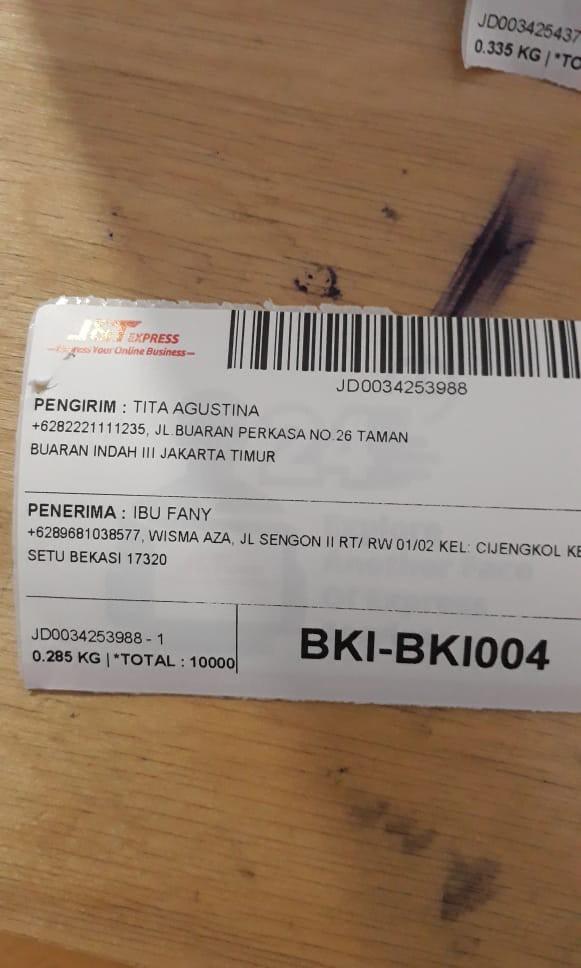 JD003425437
0.335 KG | *TO
J&T EXPRESS
Express Your Online Business
JD0034253988
PENGIRIM : TITA AGUSTINA
+6282221111235, JL.BUARAN PERKASA NO.26 TAMAN
BUARAN INDAH III JAKARTA TIMUR
PENERIMA : IBU FANY
+6289681038577, WISMA AZA, JL SENGON II RT/ RW 01/02 KEL: CIJENGKOL KE
SETU BEKASI 17320
JD0034253988 - 1
0.285 KG | *TOTAL : 10000
BKI-BKI004